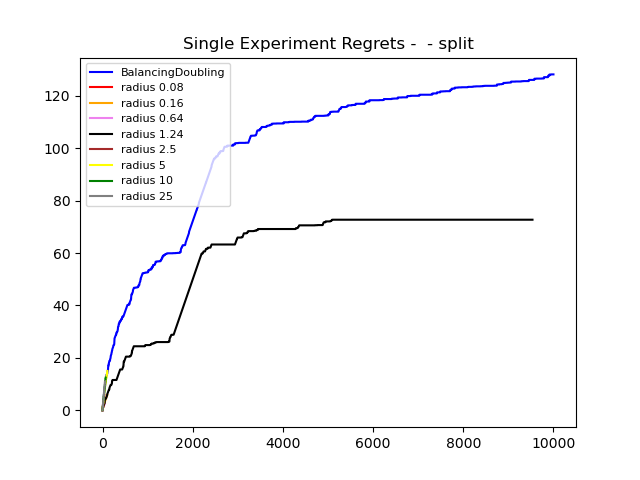 Single Experiment Regrets -  - split
BalancingDoubling
radius 0.08
radius 0.16
radius 0.64
radius 1.24
radius 2.5
radius 5
radius 10
radius 25
120
100
80
60
40
20
0
0 2000 4000 6000 8000 10000